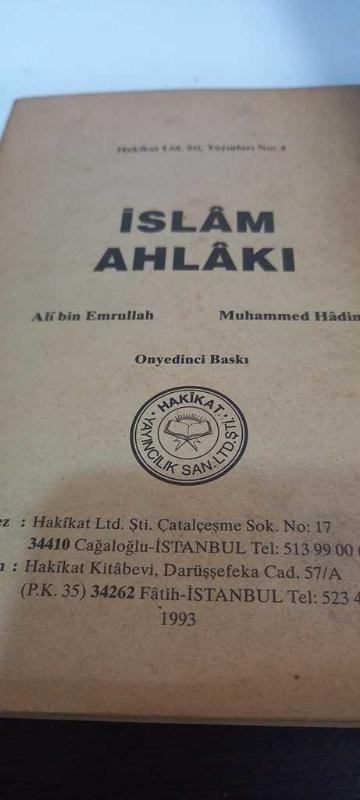 Hakîkat Ltd. Şti. Yayınları No: 4
İSLÂM
AHLÂKI
Alî bin Emrullah Muhammed Hâdim
Onyedinci Baskı
HAKÎKAT
YAYINCILIK SAN.LTD.ŞTİ.
: Hakîkat Ltd. Şti. Çatalçeşme Sok. No: 17
34410 Cağaloğlu-İSTANBUL Tel: 513 99 00
: Hakîkat Kitâbevi, Darüşşefeka Cad. 57/A
(P.K. 35) 34262 Fâtih-İSTANBUL Tel: 523 4
1993